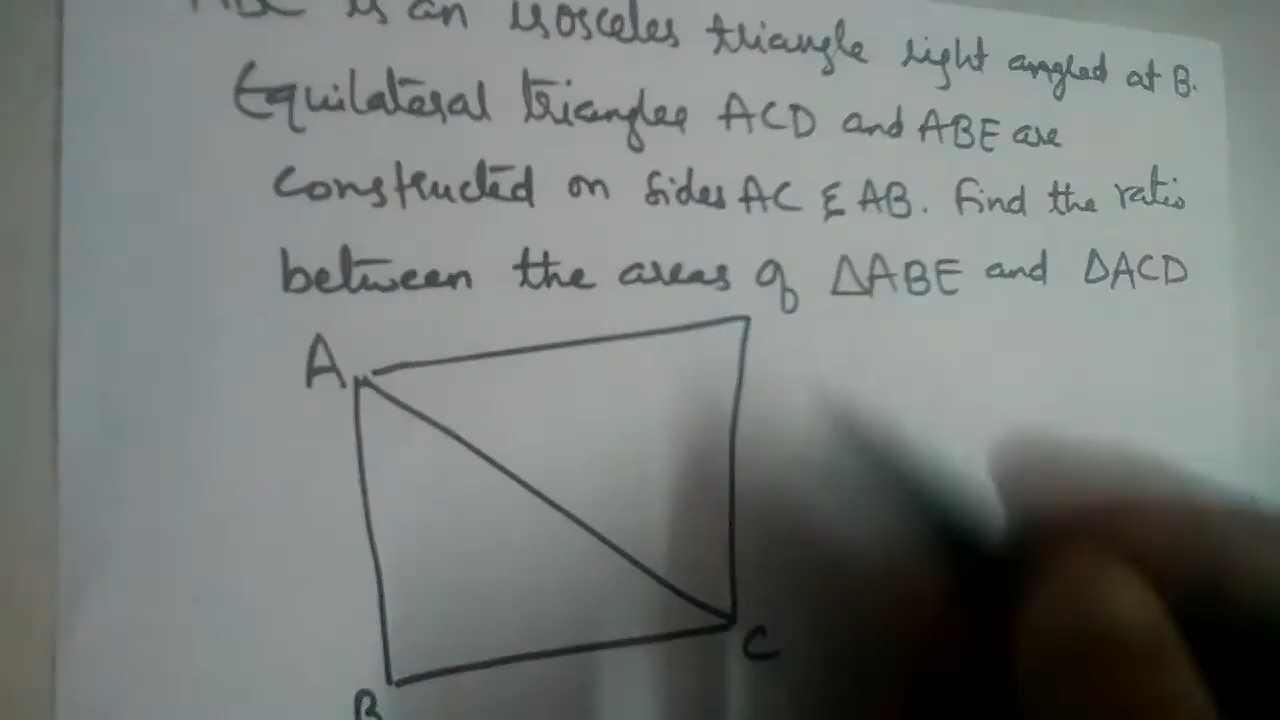 ABC is an isosceles triangle right angled at B.
Equilateral triangles ACD and ABE are
constructed on sides AC & AB. Find the ratio
between the areas of ΔABE and ΔACD
A
C
B